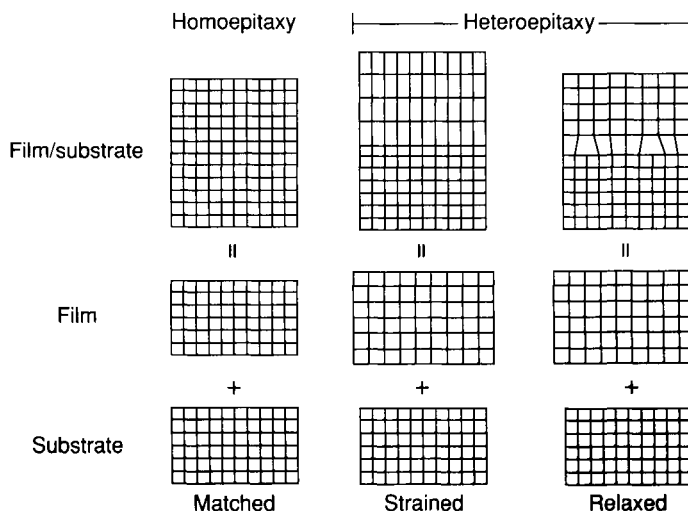 Homoepitaxy Heteroepitaxy
Film/substrate
=
=
=
Film
+
+
+
Substrate
Matched Strained Relaxed